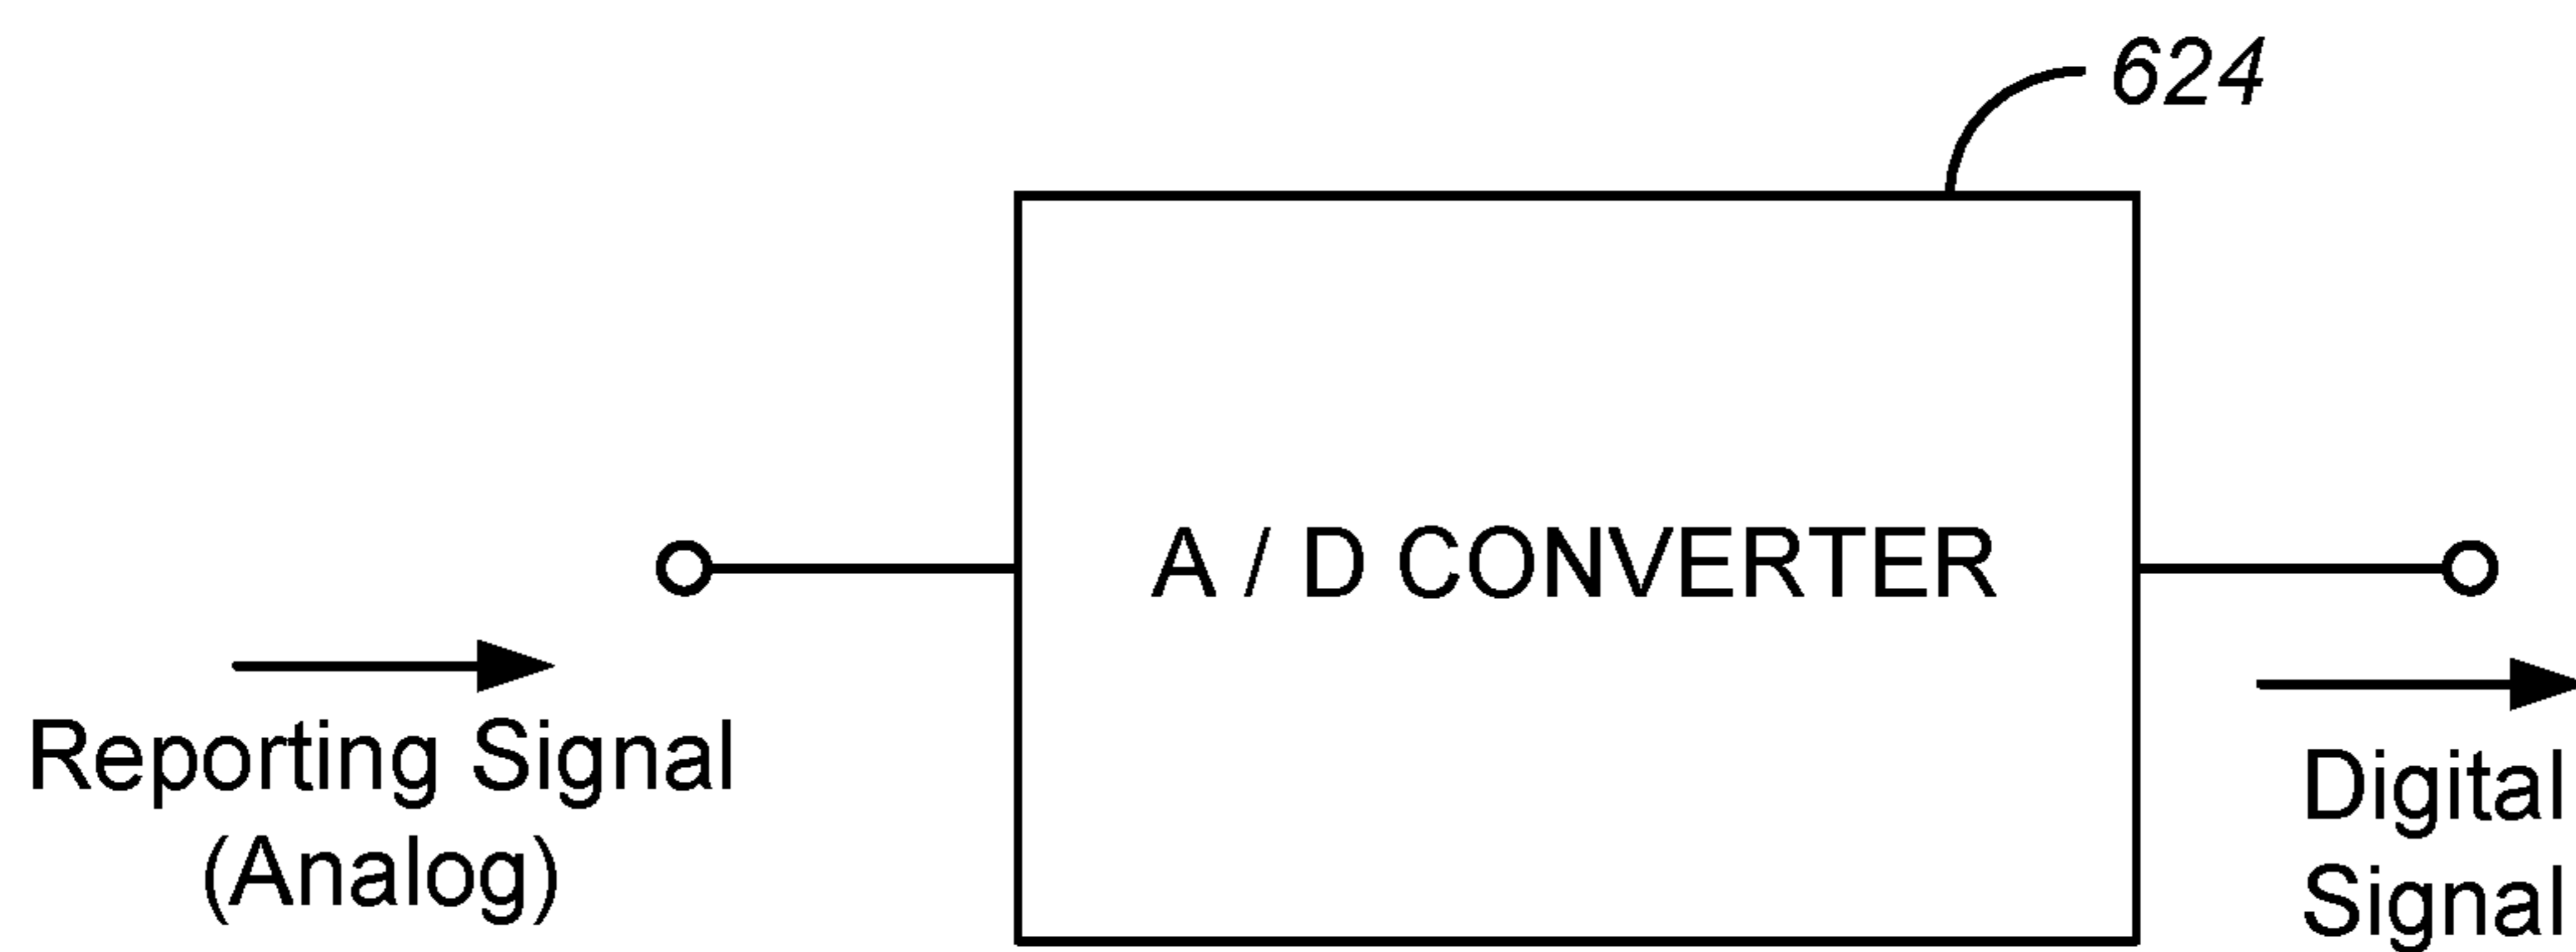 624
A / D CONVERTER
Reporting Signal
(Analog)
Digital
Signal